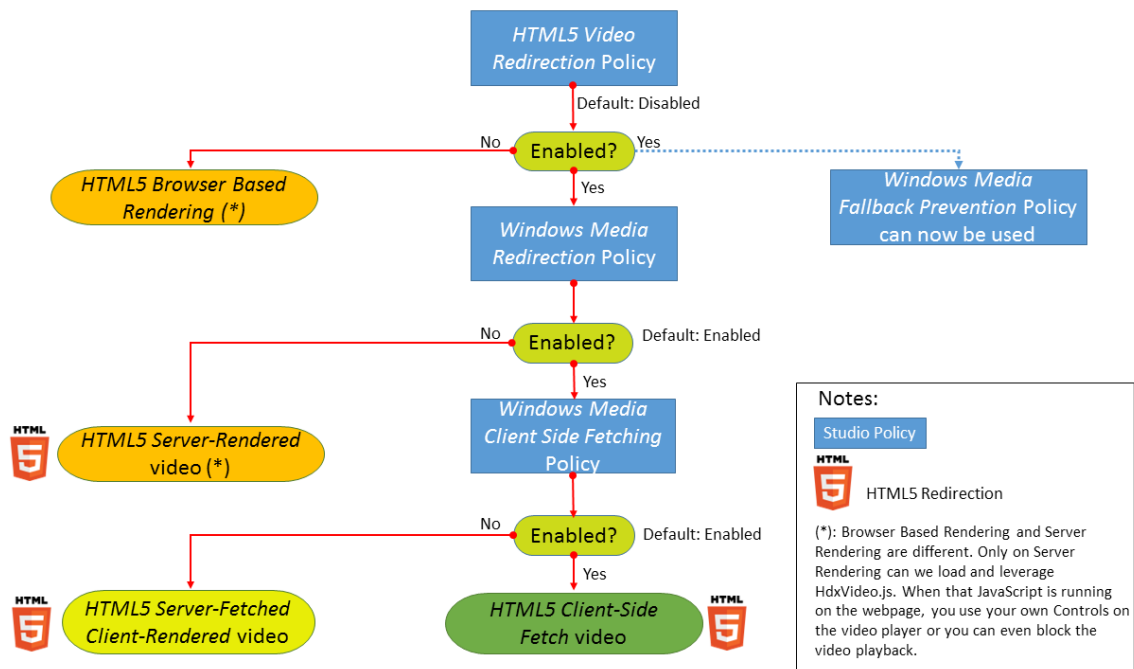 HTML5 Video
Redirection Policy
Default: Disabled
No
Enabled?
Yes
HTML5 Browser Based
Rendering (*)
Yes
Windows Media
Fallback Prevention Policy
can now be used
Windows Media
Redirection Policy
No
Enabled?
Default: Enabled
Yes
HTML
5
HTML5 Server-Rendered
video (*)
Windows Media
Client Side Fetching
Policy
No
Enabled?
Default: Enabled
Yes
HTML
5
HTML5 Server-Fetched
Client-Rendered video
HTML5 Client-Side
Fetch video
HTML
5
Notes:
Studio Policy
HTML
5
HTML5 Redirection
(*): Browser Based Rendering and Server
Rendering are different. Only on Server
Rendering can we load and leverage
HdxVideo.js. When that JavaScript is running
on the webpage, you use your own Controls on
the video player or you can even block the
video playback.